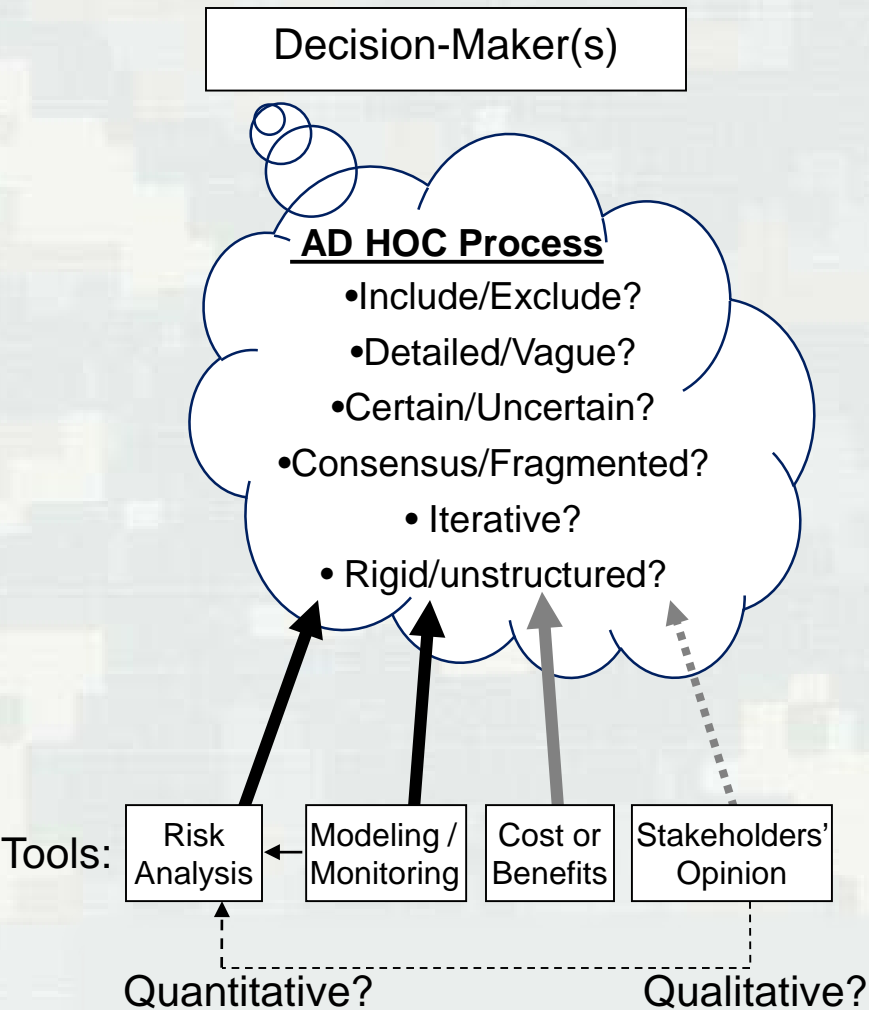 Decision-Maker(s)
AD HOC Process
•Include/Exclude?
•Detailed/Vague?
•Certain/Uncertain?
•Consensus/Fragmented?
• Iterative?
• Rigid/unstructured?
Tools:
Risk
Analysis
Modeling /
Monitoring
Cost or
Benefits
Stakeholders’
Opinion
Quantitative?
Qualitative?